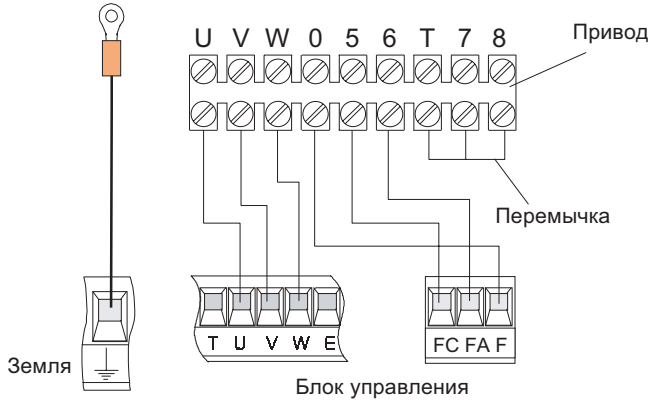 U V W 0 5 6 T 7 8
Привод
Перемычка
T U V W E
FC FA F
Земля
Блок управления